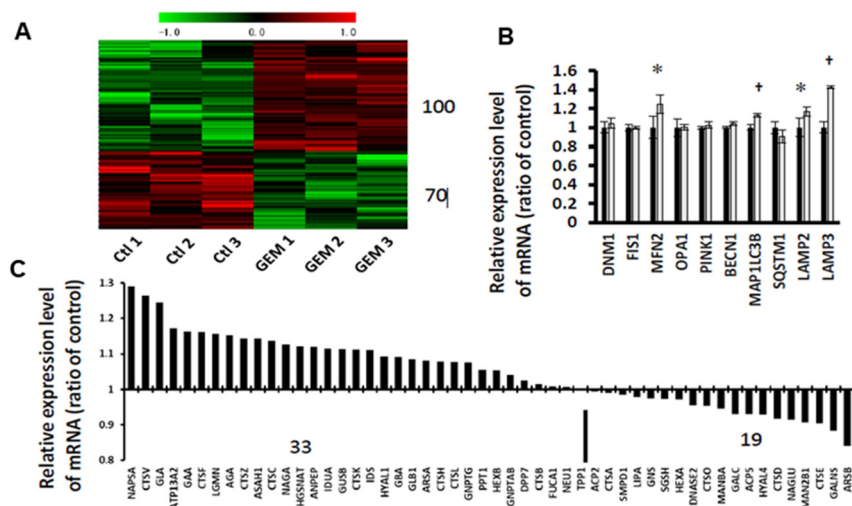 A
-1.0 0.0 1.0
100
70
Ctl 1 Ctl 2 Ctl 3 GEM 1 GEM 2 GEM 3
B
Relative expression level
of mRNA (ratio of control)
1.6
1.4
1.2
1
0.8
0.6
0.4
0.2
0
* † * †
DNM1 FIS1 MFN2 OPA1 PINK1 BECN1 MAP1LC3B SQSTM1 LAMP2 LAMP3
C
Relative expression level
of mRNA (ratio of control)
1.3
1.2
1.1
1
0.9
0.8
33 19
NAPSA CTSV GLA ATP13A2 GAA CTSF LGMN AGA CTSZ ASAH1 CTSC NAGA HGSNAT ANPEP IDUA GUSB CTSK IDS HYAL1 GBA GLB1 ARSA CTSH CTSL GNPTG PPT1 HEXB GNPTAB DPP7 CTSB FUCA1 NEU1 TPP1 ACP2 CTSA SMPD1 LIPA GNS SGSH HEXA DNASE2 CTSO MANBA GALC ACP5 HYAL4 CTSD NAGLU MAN2B1 CTSE GALNS ARSB